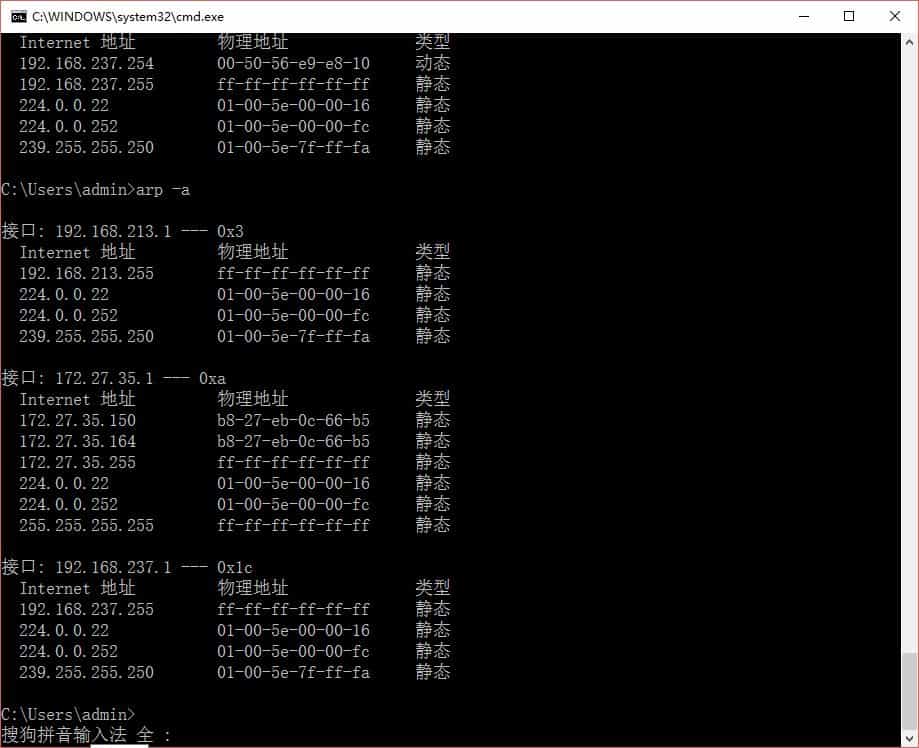 C:\WINDOWS\system32\cmd.exe
Internet 地址 物理地址 类型
192.168.237.254 00-50-56-e9-e8-10 动态
192.168.237.255 ff-ff-ff-ff-ff-ff 静态
224.0.0.22 01-00-5e-00-00-16 静态
224.0.0.252 01-00-5e-00-00-fc 静态
239.255.255.250 01-00-5e-7f-ff-fa 静态
C:\Users\admin>arp -a
接口: 192.168.213.1 --- 0x3
Internet 地址 物理地址 类型
192.168.213.255 ff-ff-ff-ff-ff-ff 静态
224.0.0.22 01-00-5e-00-00-16 静态
224.0.0.252 01-00-5e-00-00-fc 静态
239.255.255.250 01-00-5e-7f-ff-fa 静态
接口: 172.27.35.1 --- 0xa
Internet 地址 物理地址 类型
172.27.35.150 b8-27-eb-0c-66-b5 静态
172.27.35.164 b8-27-eb-0c-66-b5 静态
172.27.35.255 ff-ff-ff-ff-ff-ff 静态
224.0.0.22 01-00-5e-00-00-16 静态
224.0.0.252 01-00-5e-00-00-fc 静态
255.255.255.255 ff-ff-ff-ff-ff-ff 静态
接口: 192.168.237.1 --- 0x1c
Internet 地址 物理地址 类型
192.168.237.255 ff-ff-ff-ff-ff-ff 静态
224.0.0.22 01-00-5e-00-00-16 静态
224.0.0.252 01-00-5e-00-00-fc 静态
239.255.255.250 01-00-5e-7f-ff-fa 静态
C:\Users\admin>
搜狗拼音输入法 全 :